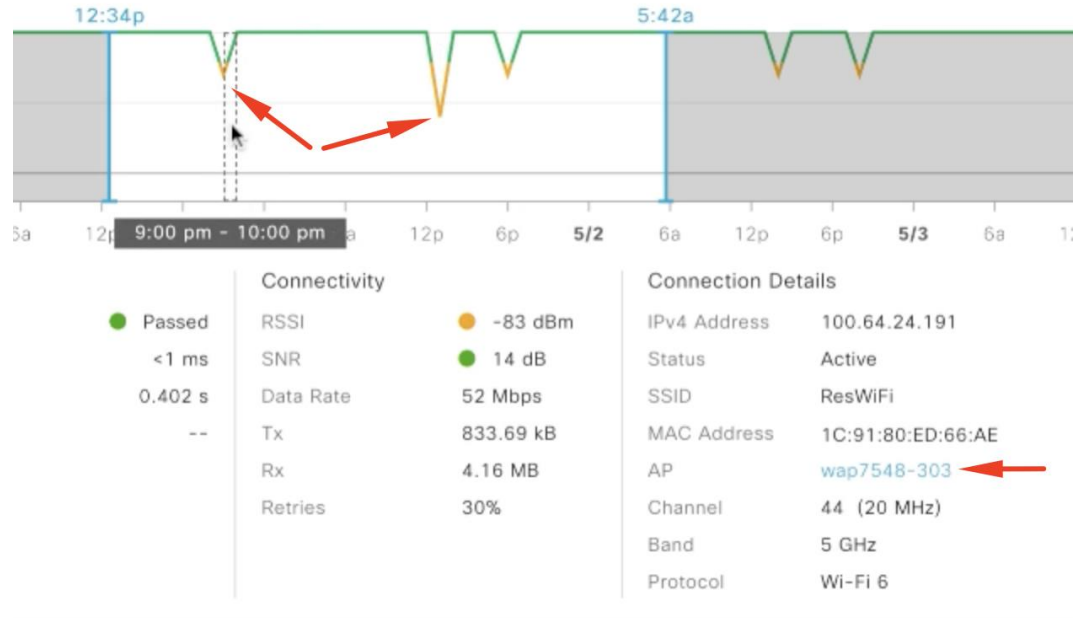 12:34p 5:42a
6a 12p 9:00 pm - 10:00 pm a 12p 6p 5/2 6a 12p 6p 5/3 6a
Connectivity Connection Details
Passed RSSI -83 dBm IPv4 Address 100.64.24.191
<1 ms SNR 14 dB Status Active
0.402 s Data Rate 52 Mbps SSID ResWiFi
-- Tx 833.69 kB MAC Address 1C:91:80:ED:66:AE
Rx 4.16 MB AP wap7548-303
Retries 30% Channel 44 (20 MHz)
Band 5 GHz
Protocol Wi-Fi 6